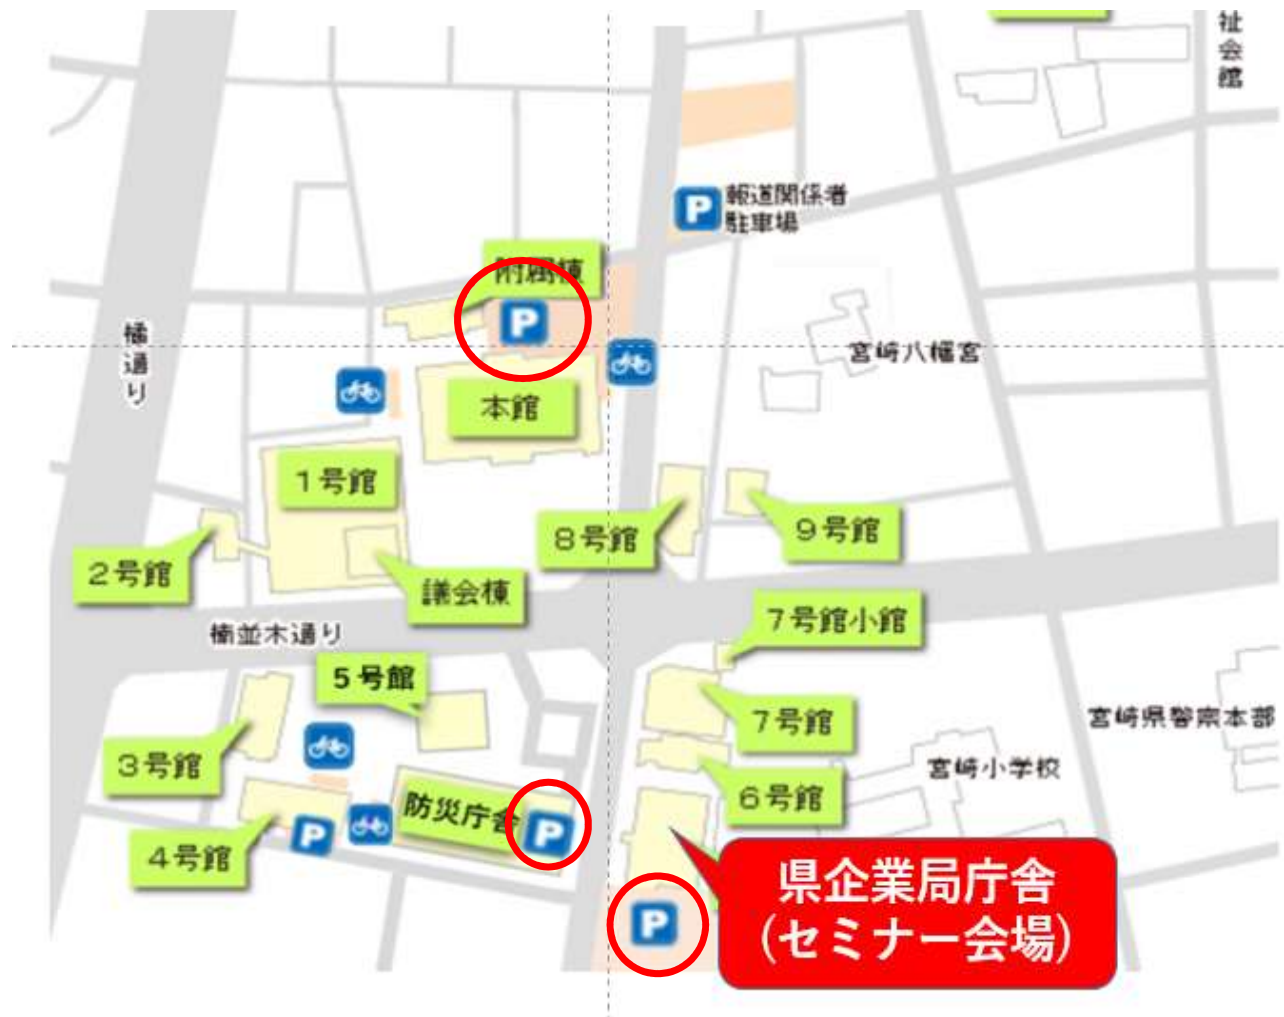 祉会館
P
報道関係者
駐車場
附属棟
P
橘通り
宮崎八幡宮
本館
1号館
8号館
9号館
2号館
議会棟
7号館小館
楠並木通り
5号館
7号館
宮崎県警察本部
3号館
宮崎小学校
6号館
防災庁舎
P
P
4号館
県企業局庁舎
(セミナー会場)
P